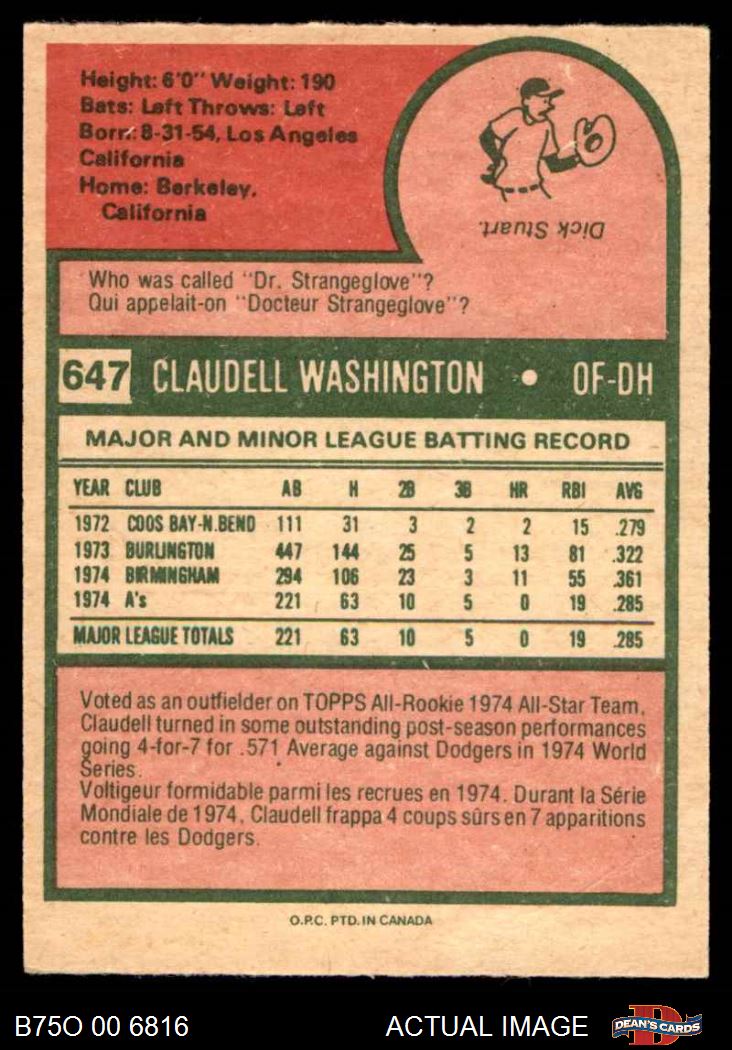 Height: 6'0" Weight: 190
Bats: Left Throws: Left
Born: 8-31-54, Los Angeles
California
Home: Berkeley,
California
Dick Stuart.
Who was called "Dr. Strangeglove"?
Qui appelait-on "Docteur Strangeglove"?
647 CLAUDELL WASHINGTON • OF-DH
MAJOR AND MINOR LEAGUE BATTING RECORD
YEAR CLUB AB H 2B 3B HR RBI AVG
1972 COOS BAY-N.BEND 111 31 3 2 2 15 .279
1973 BURLINGTON 447 144 25 5 13 81 .322
1974 BIRMINGHAM 294 106 23 3 11 55 .361
1974 A's 221 63 10 5 0 19 .285
MAJOR LEAGUE TOTALS 221 63 10 5 0 19 .285
Voted as an outfielder on TOPPS All-Rookie 1974 All-Star Team,
Claudell turned in some outstanding post-season performances
going 4-for-7 for .571 Average against Dodgers in 1974 World
Series.
Voltigeur formidable parmi les recrues en 1974. Durant la Série
Mondiale de 1974, Claudell frappa 4 coups sûrs en 7 apparitions
contre les Dodgers.
O.P.C. PTD. IN CANADA
B75O 00 6816 ACTUAL IMAGE DEAN'S CARDS